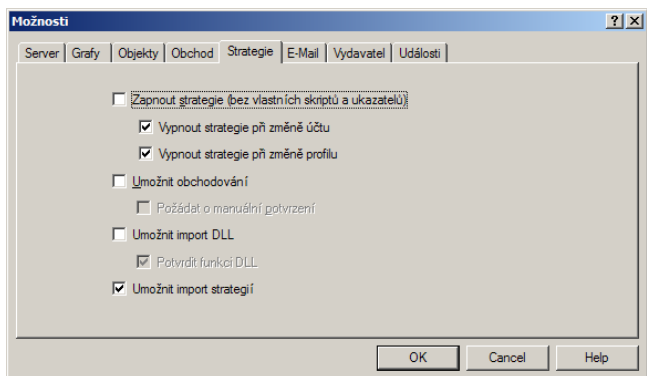 Možnosti
Server Grafy Objekty Obchod Strategie E-Mail Vydavatel Události
Zapnout strategie (bez vlastních skriptů a ukazatelů)
Vypnout strategie při změně účtu
Vypnout strategie při změně profilu
Umožnit obchodování
Požádat o manuální potvrzení
Umožnit import DLL
Potvrdit funkci DLL
Umožnit import strategií
OK Cancel Help